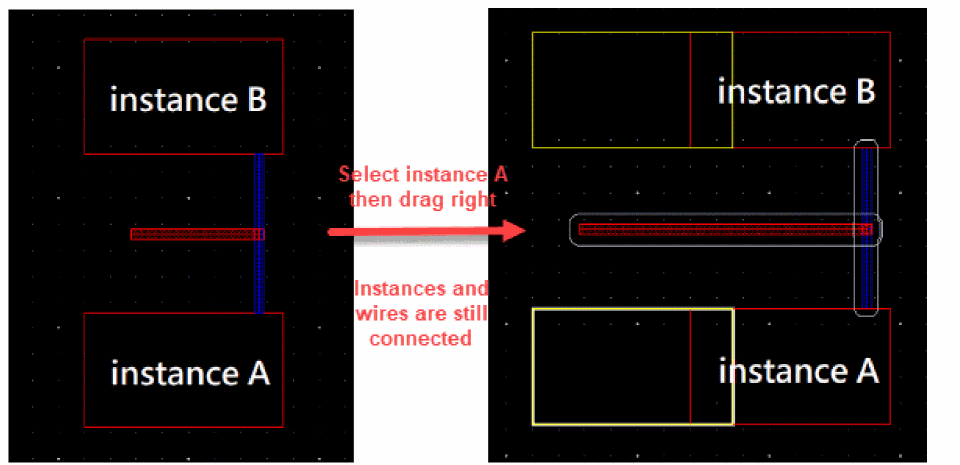 instance B
instance A
Select instance A
then drag right
Instances and
wires are still
connected
instance B
instance A